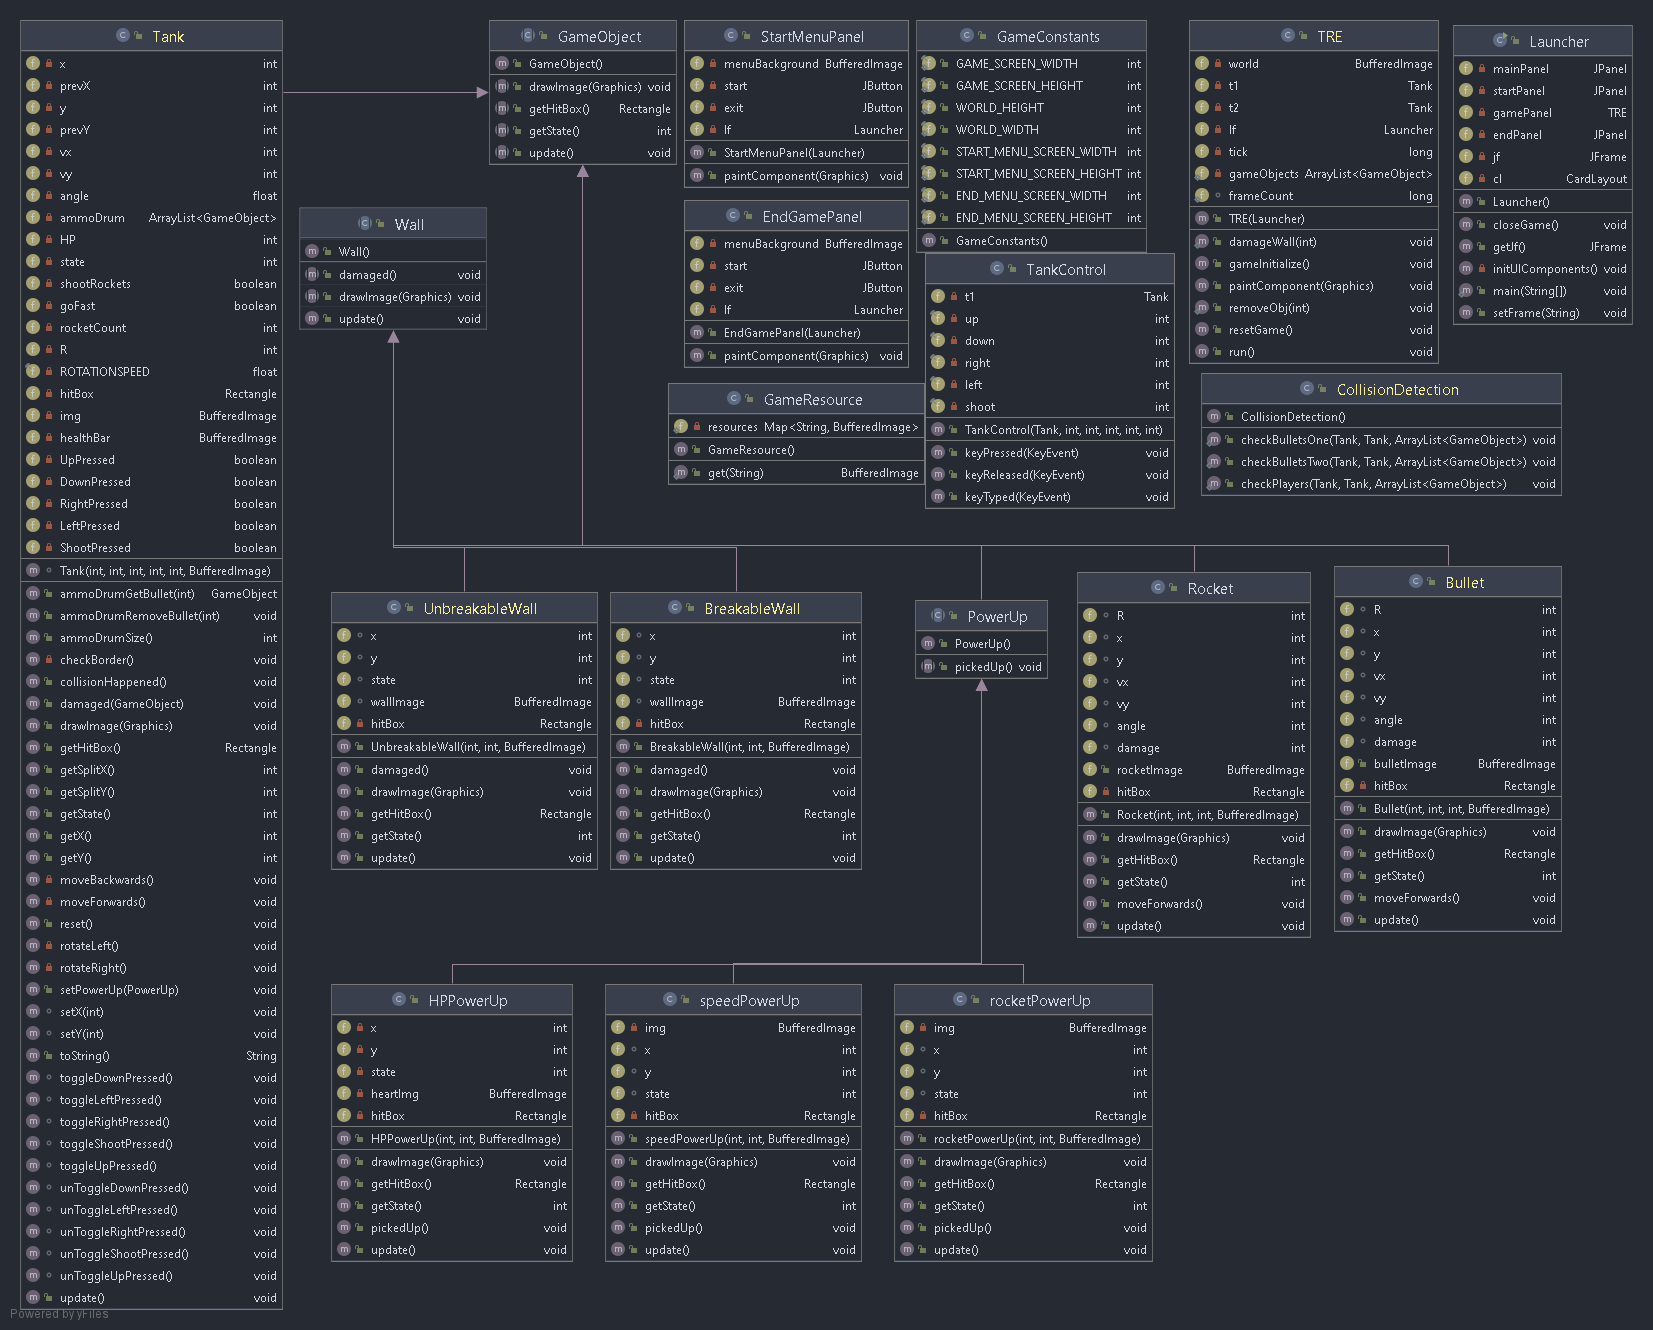 Tank
x int
prevX int
y int
prevY int
vx int
vy int
angle float
ammoDrum ArrayList<GameObject>
HP int
state int
shootRockets boolean
goFast boolean
rocketCount int
R int
ROTATIONSPEED float
hitBox Rectangle
img BufferedImage
healthBar BufferedImage
UpPressed boolean
DownPressed boolean
RightPressed boolean
LeftPressed boolean
ShootPressed boolean
Tank(int, int, int, int, int, BufferedImage)
ammoDrumGetBullet(int) GameObject
ammoDrumRemoveBullet(int) void
ammoDrumSize() int
checkBorder() void
collisionHappened() void
damaged(GameObject) void
drawImage(Graphics) void
getHitBox() Rectangle
getSplitX() int
getSplitY() int
getState() int
getX() int
getY() int
moveBackwards() void
moveForwards() void
reset() void
rotateLeft() void
rotateRight() void
setPowerUp(PowerUp) void
setX(int) void
setY(int) void
toString() String
toggleDownPressed() void
toggleLeftPressed() void
toggleRightPressed() void
toggleShootPressed() void
toggleUpPressed() void
unToggleDownPressed() void
unToggleLeftPressed() void
unToggleRightPressed() void
unToggleShootPressed() void
unToggleUpPressed() void
update() void
GameObject
GameObject()
drawImage(Graphics) void
getHitBox() Rectangle
getState() int
update() void
Wall
Wall()
damaged() void
drawImage(Graphics) void
update() void
StartMenuPanel
menuBackground BufferedImage
start JButton
exit JButton
lf Launcher
StartMenuPanel(Launcher)
paintComponent(Graphics) void
EndGamePanel
menuBackground BufferedImage
start JButton
exit JButton
lf Launcher
EndGamePanel(Launcher)
paintComponent(Graphics) void
GameResource
resources Map<String, BufferedImage>
GameResource()
get(String) BufferedImage
GameConstants
GAME_SCREEN_WIDTH int
GAME_SCREEN_HEIGHT int
WORLD_HEIGHT int
WORLD_WIDTH int
START_MENU_SCREEN_WIDTH int
START_MENU_SCREEN_HEIGHT int
END_MENU_SCREEN_WIDTH int
END_MENU_SCREEN_HEIGHT int
GameConstants()
TankControl
t1 Tank
up int
down int
right int
left int
shoot int
TankControl(Tank, int, int, int, int, int)
keyPressed(KeyEvent) void
keyReleased(KeyEvent) void
keyTyped(KeyEvent) void
TRE
world BufferedImage
t1 Tank
t2 Tank
lf Launcher
tick long
gameObjects ArrayList<GameObject>
frameCount long
TRE(Launcher)
damageWall(int) void
gameInitialize() void
paintComponent(Graphics) void
removeObj(int) void
resetGame() void
run() void
Launcher
mainPanel JPanel
startPanel JPanel
gamePanel TRE
endPanel JPanel
jf JFrame
cl CardLayout
Launcher()
closeGame() void
getJf() JFrame
initUIComponents() void
main(String[]) void
setFrame(String) void
CollisionDetection
CollisionDetection()
checkBulletsOne(Tank, Tank, ArrayList<GameObject>) void
checkBulletsTwo(Tank, Tank, ArrayList<GameObject>) void
checkPlayers(Tank, Tank, ArrayList<GameObject>) void
UnbreakableWall
x int
y int
state int
wallImage BufferedImage
hitBox Rectangle
UnbreakableWall(int, int, BufferedImage)
damaged() void
drawImage(Graphics) void
getHitBox() Rectangle
getState() int
update() void
BreakableWall
x int
y int
state int
wallImage BufferedImage
hitBox Rectangle
BreakableWall(int, int, BufferedImage)
damaged() void
drawImage(Graphics) void
getHitBox() Rectangle
getState() int
update() void
PowerUp
PowerUp()
pickedUp() void
Rocket
R int
x int
y int
vx int
vy int
angle int
damage int
rocketImage BufferedImage
hitBox Rectangle
Rocket(int, int, int, BufferedImage)
drawImage(Graphics) void
getHitBox() Rectangle
getState() int
moveForwards() void
update() void
Bullet
R int
x int
y int
vx int
vy int
angle int
damage int
bulletImage BufferedImage
hitBox Rectangle
Bullet(int, int, int, BufferedImage)
drawImage(Graphics) void
getHitBox() Rectangle
getState() int
moveForwards() void
update() void
HPPowerUp
x int
y int
state int
heartImg BufferedImage
hitBox Rectangle
HPPowerUp(int, int, BufferedImage)
drawImage(Graphics) void
getHitBox() Rectangle
getState() int
pickedUp() void
update() void
speedPowerUp
img BufferedImage
x int
y int
state int
hitBox Rectangle
speedPowerUp(int, int, BufferedImage)
drawImage(Graphics) void
getHitBox() Rectangle
getState() int
pickedUp() void
update() void
rocketPowerUp
img BufferedImage
x int
y int
state int
hitBox Rectangle
rocketPowerUp(int, int, BufferedImage)
drawImage(Graphics) void
getHitBox() Rectangle
getState() int
pickedUp() void
update() void
Powered by yFiles